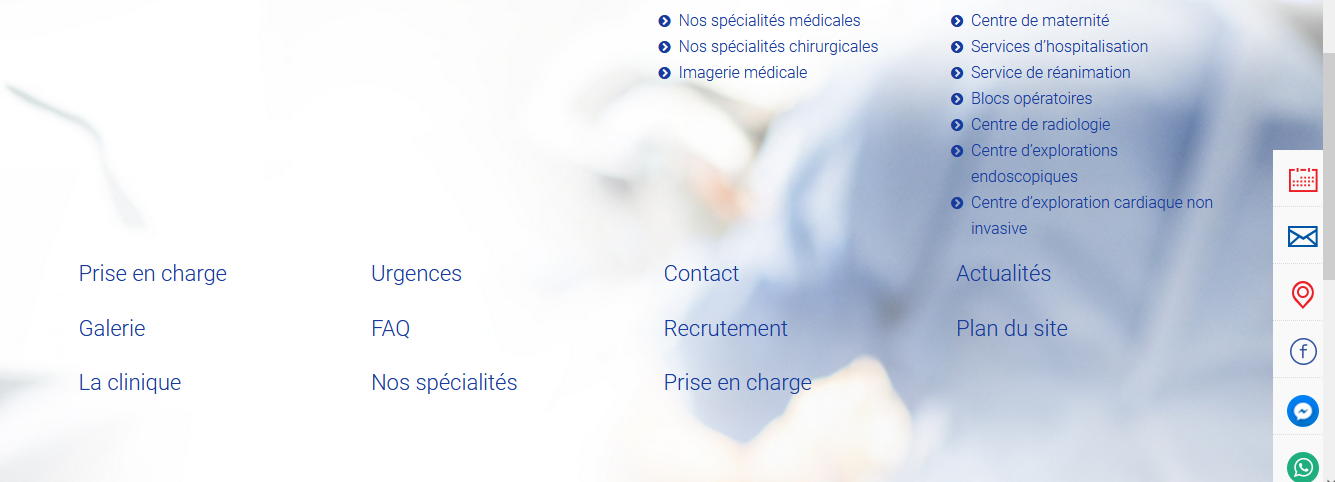 Nos spécialités médicales
Nos spécialités chirurgicales
Imagerie médicale
Centre de maternité
Services d’hospitalisation
Service de réanimation
Blocs opératoires
Centre de radiologie
Centre d’explorations
endoscopiques
Centre d’exploration cardiaque non
invasive
Prise en charge
Urgences
Contact
Actualités
Galerie
FAQ
Recrutement
Plan du site
La clinique
Nos spécialités
Prise en charge